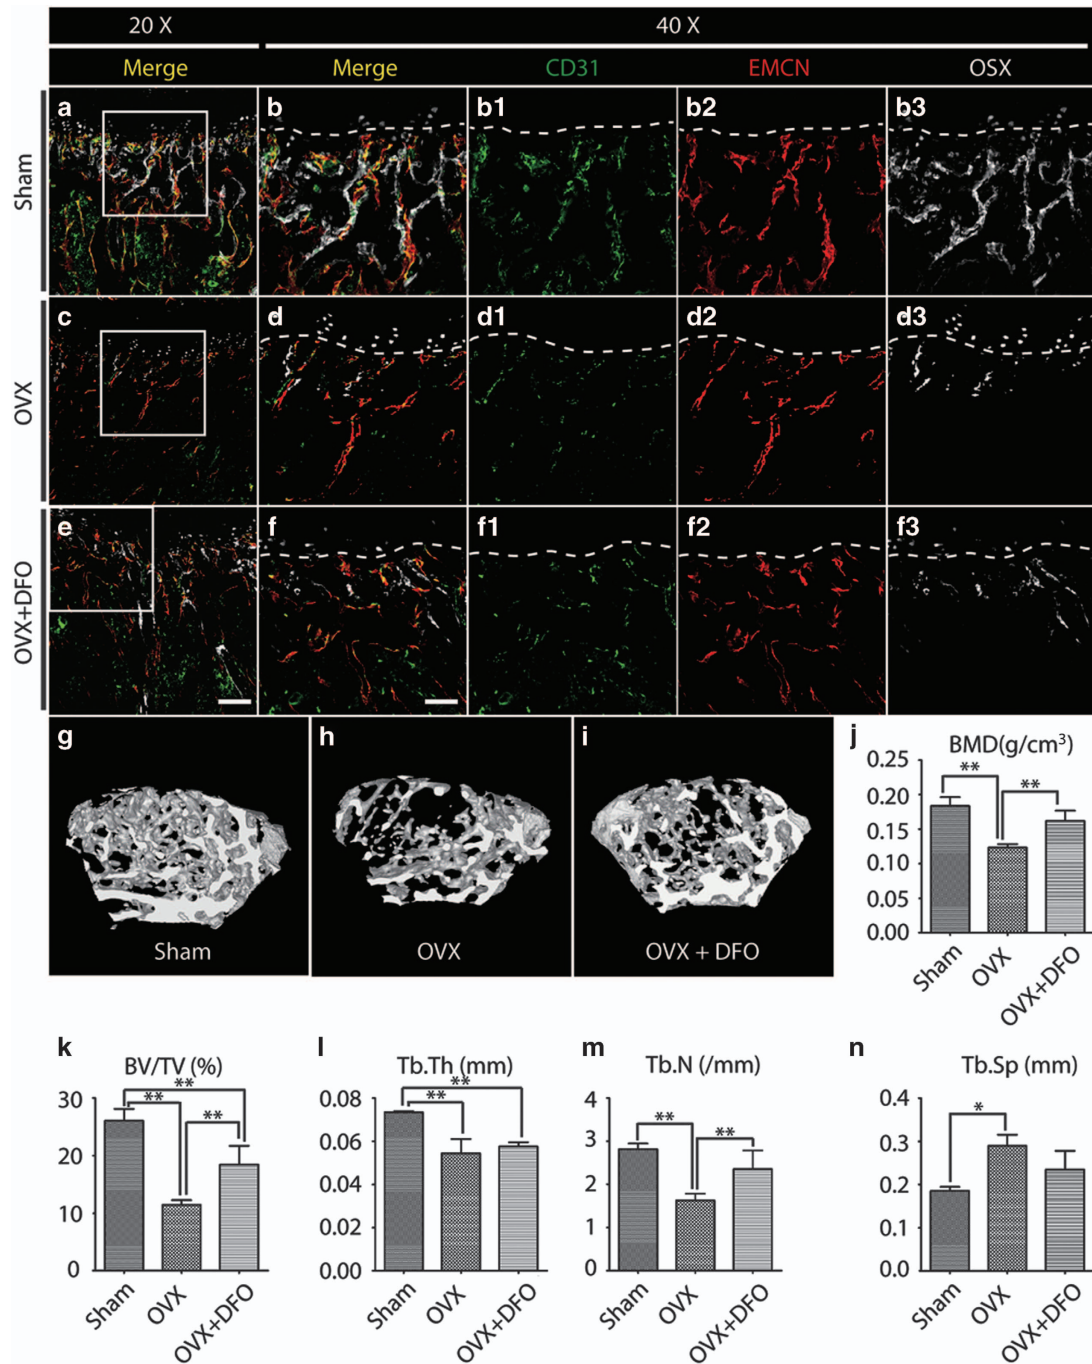 20 X 40 X
Merge Merge CD31 EMCN OSX
Sham
a b b1 b2 b3
OVX
c d d1 d2 d3
OVX+DFO
e f f1 f2 f3
g h i
Sham OVX OVX + DFO
j
BMD(g/cm³)
0.25
0.20
0.15
0.10
0.05
0.00
** **
Sham OVX OVX+DFO
k
BV/TV (%)
30
20
10
0
**
** **
Sham OVX OVX+DFO
l
Tb.Th (mm)
0.08
0.06
0.04
0.02
0.00
**
**
Sham OVX OVX+DFO
m
Tb.N (/mm)
4
3
2
1
0
** **
Sham OVX OVX+DFO
n
Tb.Sp (mm)
0.4
0.3
0.2
0.1
0.0
*
Sham OVX OVX+DFO